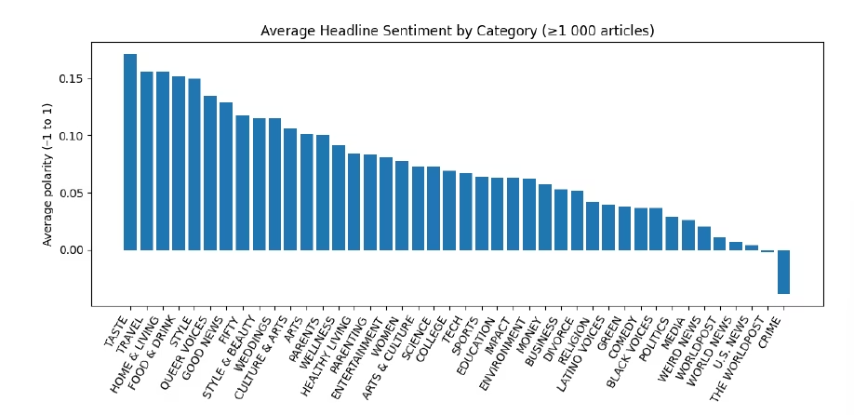 Average Headline Sentiment by Category (≥1 000 articles)
Average polarity (–1 to 1)
0.15
0.10
0.05
0.00
TASTE
TRAVEL
HOME & LIVING
FOOD & DRINK
STYLE
QUEER VOICES
GOOD NEWS
FIFTY
STYLE & BEAUTY
WEDDINGS
CULTURE & ARTS
ARTS
PARENTS
WELLNESS
HEALTHY LIVING
PARENTING
ENTERTAINMENT
WOMEN
ARTS & CULTURE
SCIENCE
COLLEGE
TECH
SPORTS
EDUCATION
IMPACT
ENVIRONMENT
MONEY
BUSINESS
DIVORCE
RELIGION
LATINO VOICES
GREEN
COMEDY
BLACK VOICES
POLITICS
MEDIA
WEIRD NEWS
WORLDPOST
WORLD NEWS
U.S. NEWS
THE WORLDPOST
CRIME